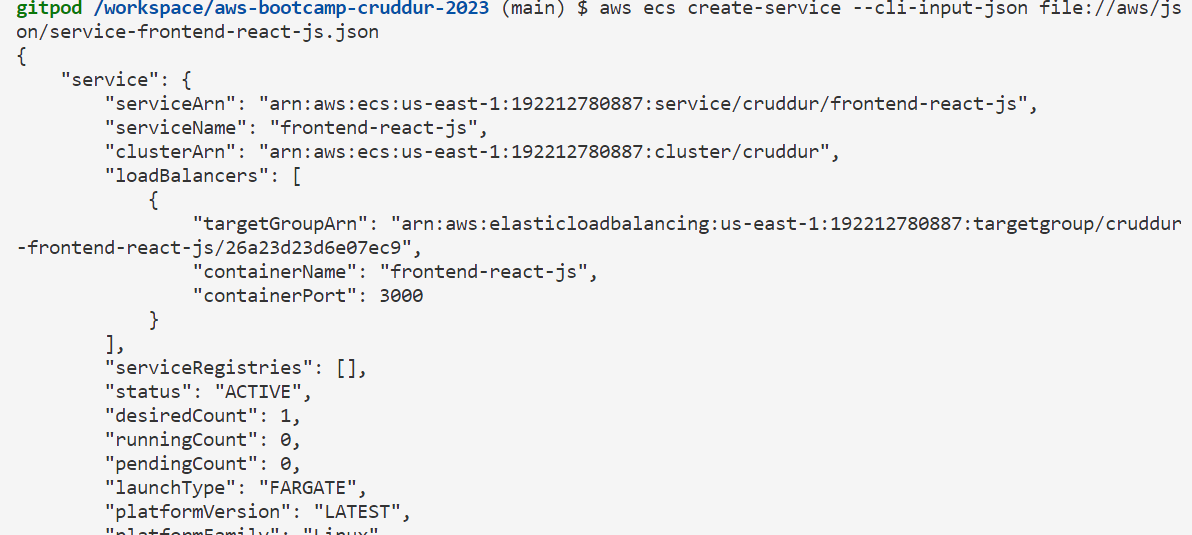 gitpod /workspace/aws-bootcamp-cruddur-2023 (main) $ aws ecs create-service --cli-input-json file://aws/js
on/service-frontend-react-js.json
{
    "service": {
        "serviceArn": "arn:aws:ecs:us-east-1:192212780887:service/cruddur/frontend-react-js",
        "serviceName": "frontend-react-js",
        "clusterArn": "arn:aws:ecs:us-east-1:192212780887:cluster/cruddur",
        "loadBalancers": [
            {
                "targetGroupArn": "arn:aws:elasticloadbalancing:us-east-1:192212780887:targetgroup/cruddur
-frontend-react-js/26a23d23d6e07ec9",
                "containerName": "frontend-react-js",
                "containerPort": 3000
            }
        ],
        "serviceRegistries": [],
        "status": "ACTIVE",
        "desiredCount": 1,
        "runningCount": 0,
        "pendingCount": 0,
        "launchType": "FARGATE",
        "platformVersion": "LATEST",
        "platformFamily": "Linux"